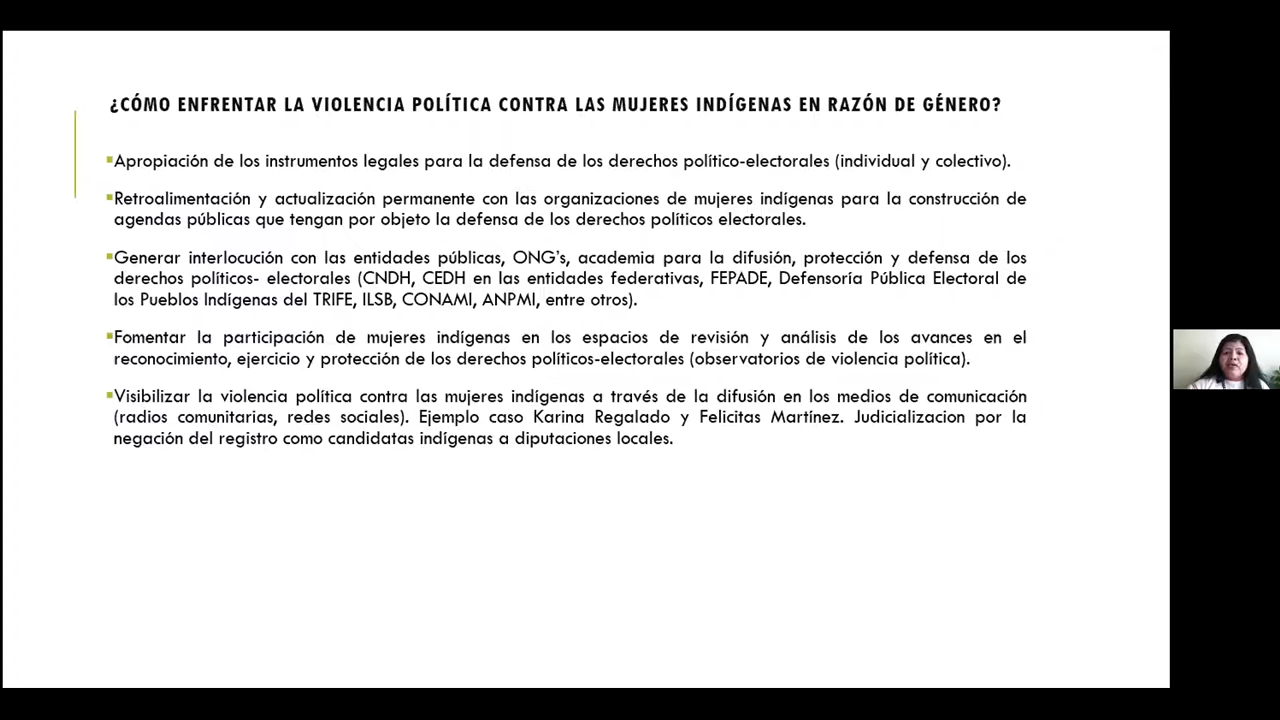 ¿CÓMO ENFRENTAR LA VIOLENCIA POLÍTICA CONTRA LAS MUJERES INDÍGENAS EN RAZÓN DE GÉNERO?
Apropiación de los instrumentos legales para la defensa de los derechos político-electorales (individual y colectivo).
Retroalimentación y actualización permanente con las organizaciones de mujeres indígenas para la construcción de
agendas públicas que tengan por objeto la defensa de los derechos políticos electorales.
Generar interlocución con las entidades públicas, ONG's, academia para la difusión, protección y defensa de los
derechos políticos- electorales (CNDH, CEDH en las entidades federativas, FEPADE, Defensoría Pública Electoral de
los Pueblos Indígenas del TRIFE, ILSB, CONAMI, ANPMI, entre otros).
Fomentar la participación de mujeres indígenas en los espacios de revisión y análisis de los avances en el
reconocimiento, ejercicio y protección de los derechos políticos-electorales (observatorios de violencia política).
Visibilizar la violencia política contra las mujeres indígenas a través de la difusión en los medios de comunicación
(radios comunitarias, redes sociales). Ejemplo caso Karina Regalado y Felicitas Martínez. Judicializacion por la
negación del registro como candidatas indígenas a diputaciones locales.